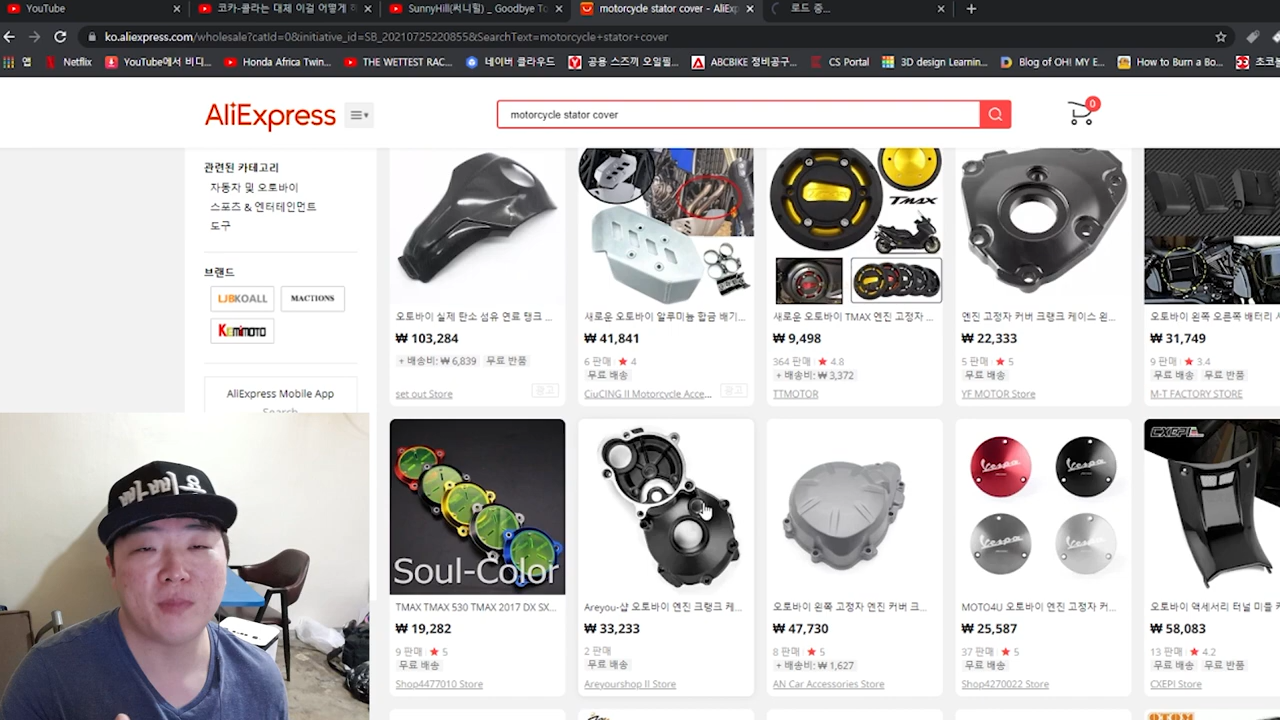 YouTube
코카-콜라는 대체 이걸 어떻게 하
SunnyHill(써니힐) _ Goodbye To
motorcycle stator cover - AliExp
로드 중...
ko.aliexpress.com/wholesale?catId=0&initiative_id=SB_20210725220855&SearchText=motorcycle+stator+cover
앱
Netflix
YouTube에서 비디...
Honda Africa Twin...
THE WETTEST RAC...
네이버 클라우드
공용 스즈끼 오일필...
ABCBIKE 정비공구...
CS Portal
3D design Learnin...
Blog of OH! MY E...
How to Burn a Bo...
초코볼
AliExpress
motorcycle stator cover
0
관련된 카테고리
자동차 및 오토바이
스포츠 & 엔터테인먼트
도구
브랜드
LJBKOALL
MACTIONS
Kemimoto
AliExpress Mobile App
Search
TMAX
오토바이 실제 탄소 섬유 연료 탱크 ...
₩ 103,284
+ 배송비: ₩ 6,839 무료 반품
set out Store
광고
새로운 오토바이 알루미늄 합금 배기...
₩ 41,841
6 판매 ★ 4
무료 배송
CiuCING II Motorcycle Acce...
광고
새로운 오토바이 TMAX 엔진 고정자 ...
₩ 9,498
364 판매 ★ 4.8
+ 배송비: ₩ 3,372
TTMOTOR
엔진 고정자 커버 크랭크 케이스 왼...
₩ 22,333
5 판매 ★ 5
무료 배송
YF MOTOR Store
오토바이 왼쪽 오른쪽 배터리 사
₩ 31,749
9 판매 ★ 3.4
무료 배송 무료 반품
M-T FACTORY STORE
Soul-Color
Vespa
Vespa
Vespa
Vespa
CXEPI
TMAX TMAX 530 TMAX 2017 DX SX...
₩ 19,282
9 판매 ★ 5
무료 배송
Shop4477010 Store
Areyou-샵 오토바이 엔진 크랭크 케...
₩ 33,233
2 판매
무료 배송
Areyourshop II Store
오토바이 왼쪽 고정자 엔진 커버 크...
₩ 47,730
8 판매 ★ 5
+ 배송비: ₩ 1,627
AN Car Accessories Store
MOTO4U 오토바이 엔진 고정자 커...
₩ 25,587
37 판매 ★ 5
무료 배송
Shop4270022 Store
오토바이 액세서리 터널 미들 커
₩ 58,083
13 판매 ★ 4.2
무료 배송 무료 반품
CXEPI Store